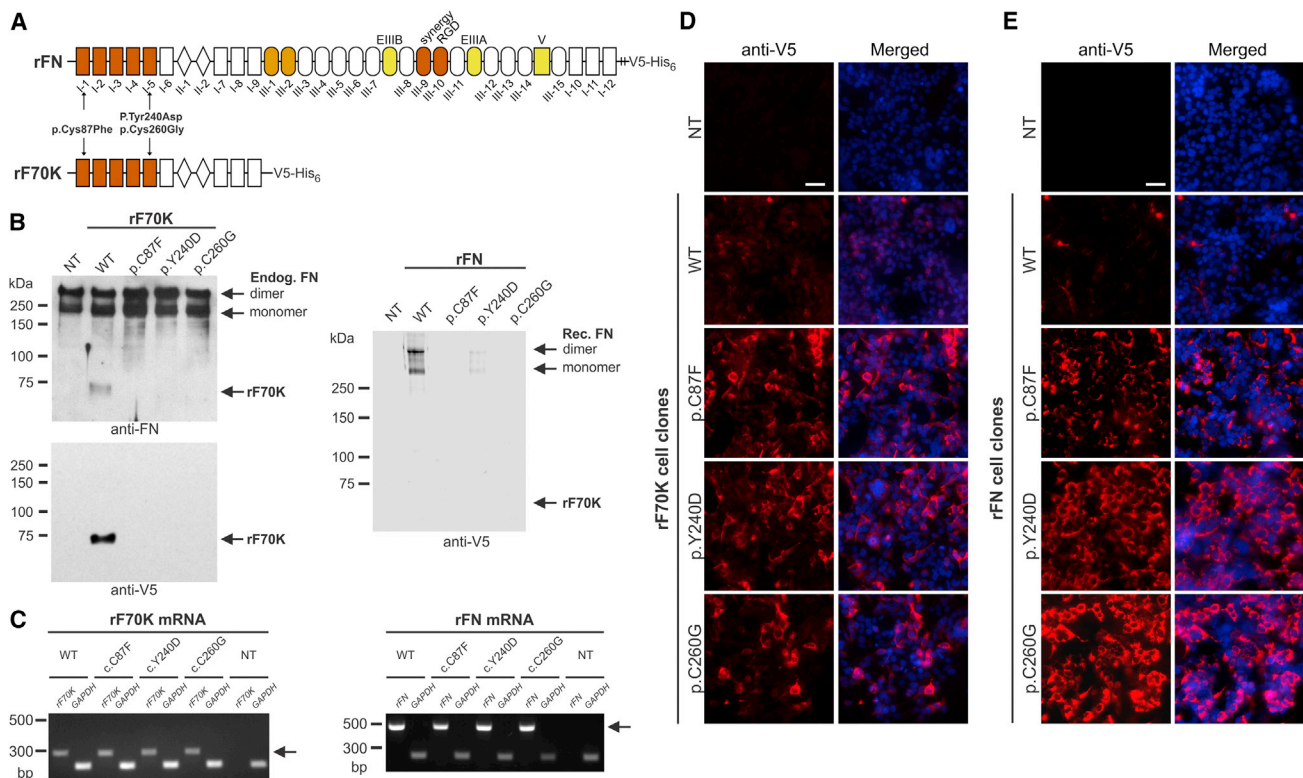 A
rFN
EIIIB
synergy
RGD
EIIIA
V
V5-His6
I-1 I-2 I-3 I-4 I-5 I-6 II-1 II-2 I-7 I-8 I-9 III-1 III-2 III-3 III-4 III-5 III-6 III-7 III-8 III-9 III-10 III-11 III-12 III-13 III-14 III-15 I-10 I-11 I-12
p.Cys87Phe
P.Tyr240Asp
p.Cys260Gly
rF70K
V5-His6
B
rF70K
NT WT p.C87F p.Y240D p.C260G
kDa
Endog. FN
dimer
250
monomer
150
100
75
rF70K
anti-FN
250
150
100
75
rF70K
anti-V5
rFN
NT WT p.C87F p.Y240D p.C260G
kDa
Rec. FN
dimer
monomer
250
150
100
75
rF70K
anti-V5
C
rF70K mRNA
WT c.C87F c.Y240D c.C260G NT
rF70K GAPDH rF70K GAPDH rF70K GAPDH rF70K GAPDH rF70K GAPDH
500
300
bp
rFN mRNA
WT c.C87F c.Y240D c.C260G NT
rFN GAPDH rFN GAPDH rFN GAPDH rFN GAPDH rFN GAPDH
500
300
bp
D
anti-V5 Merged
NT
WT
p.C87F
p.Y240D
p.C260G
rF70K cell clones
E
anti-V5 Merged
NT
WT
p.C87F
p.Y240D
p.C260G
rFN cell clones